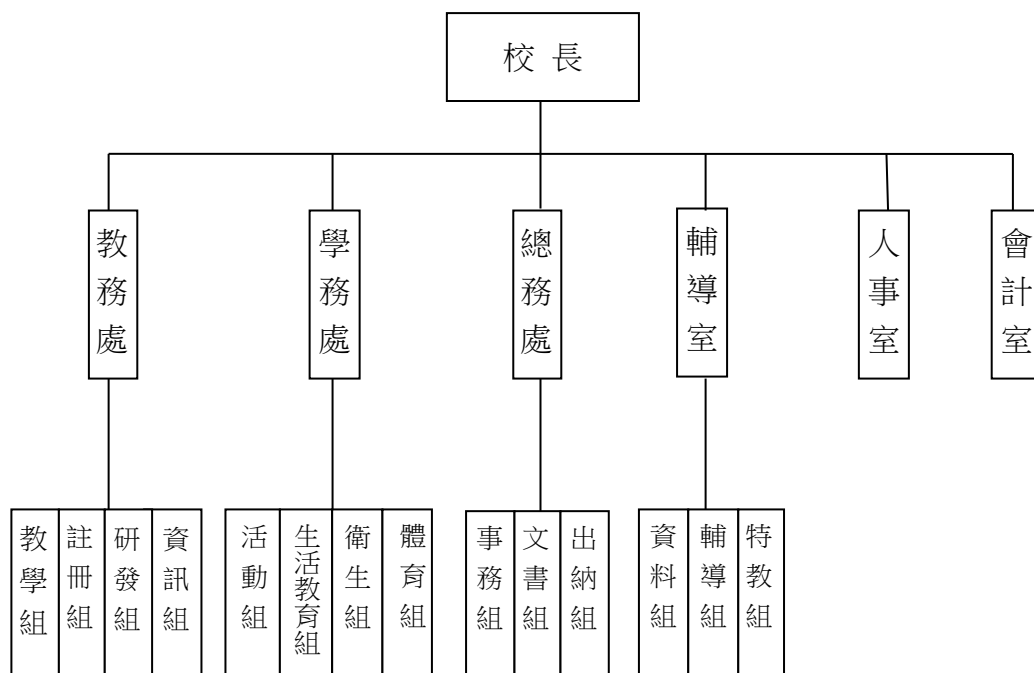 校長
教務處
學務處
總務處
輔導室
人事室
會計室
教學組
註冊組
研發組
資訊組
活動組
生活教育組
衛生組
體育組
事務組
文書組
出納組
資料組
輔導組
特教組